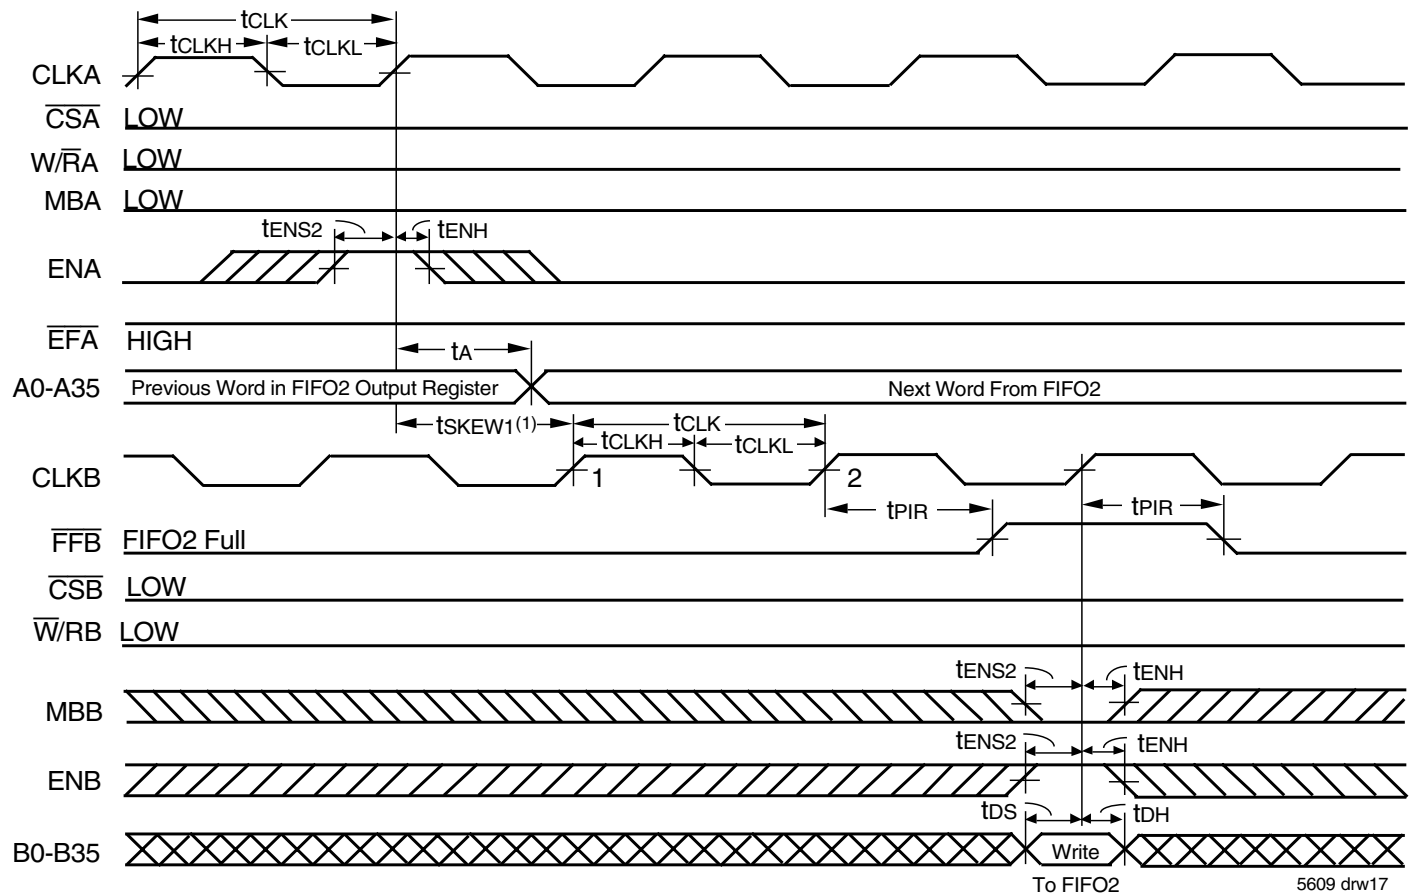 tCLK
tCLKH tCLKL
CLKA
CSA LOW
W/RA LOW
MBA LOW
tENS2 tENH
ENA
EFA HIGH
tA
A0-A35 Previous Word in FIFO2 Output Register Next Word From FIFO2
tSKEW1(1) tCLK
tCLKH tCLKL
CLKB 1 2
tPIR tPIR
FFB FIFO2 Full
CSB LOW
W/RB LOW
tENS2 tENH
MBB
tENS2 tENH
ENB
tDS tDH
B0-B35 Write
To FIFO2 5609 drw17